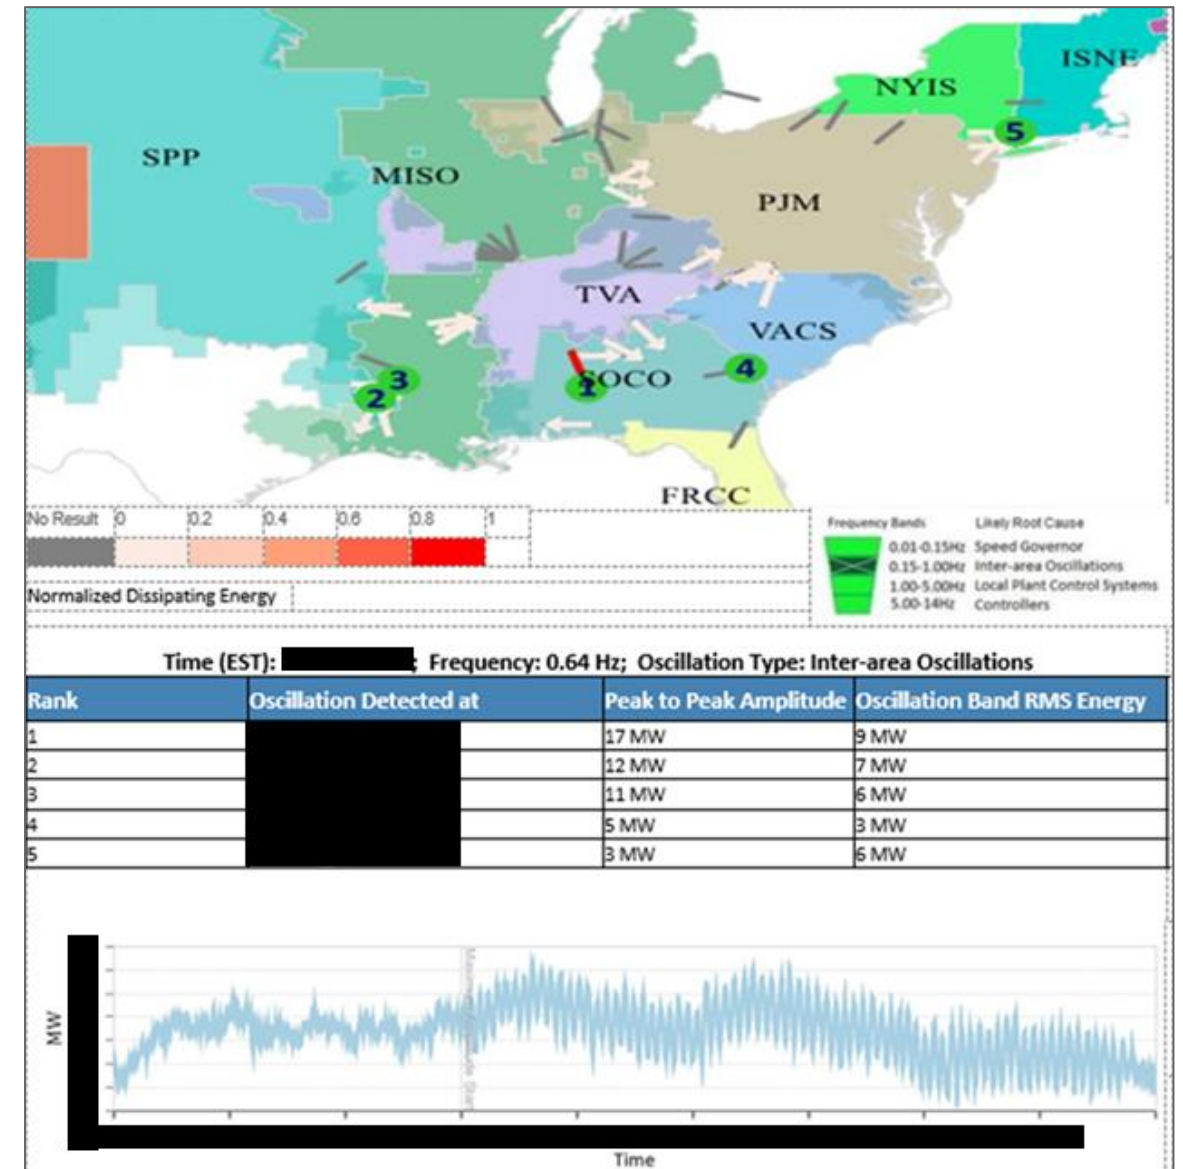 ISNE
NYIS
5
SPP
MISO
PJM
TVA
VACS
3
2
1
SOCO
4
FRCC
No Result 0 0.2 0.4 0.6 0.8 1
Normalized Dissipating Energy
Frequency Bands Likely Root Cause
0.01-0.15Hz Speed Governor
0.15-1.00Hz Inter-area Oscillations
1.00-5.00Hz Local Plant Control Systems
5.00-14Hz Controllers
Time (EST): ; Frequency: 0.64 Hz; Oscillation Type: Inter-area Oscillations
Rank Oscillation Detected at Peak to Peak Amplitude Oscillation Band RMS Energy
1 17 MW 9 MW
2 12 MW 7 MW
3 11 MW 6 MW
4 5 MW 3 MW
5 3 MW 6 MW
MW
Time